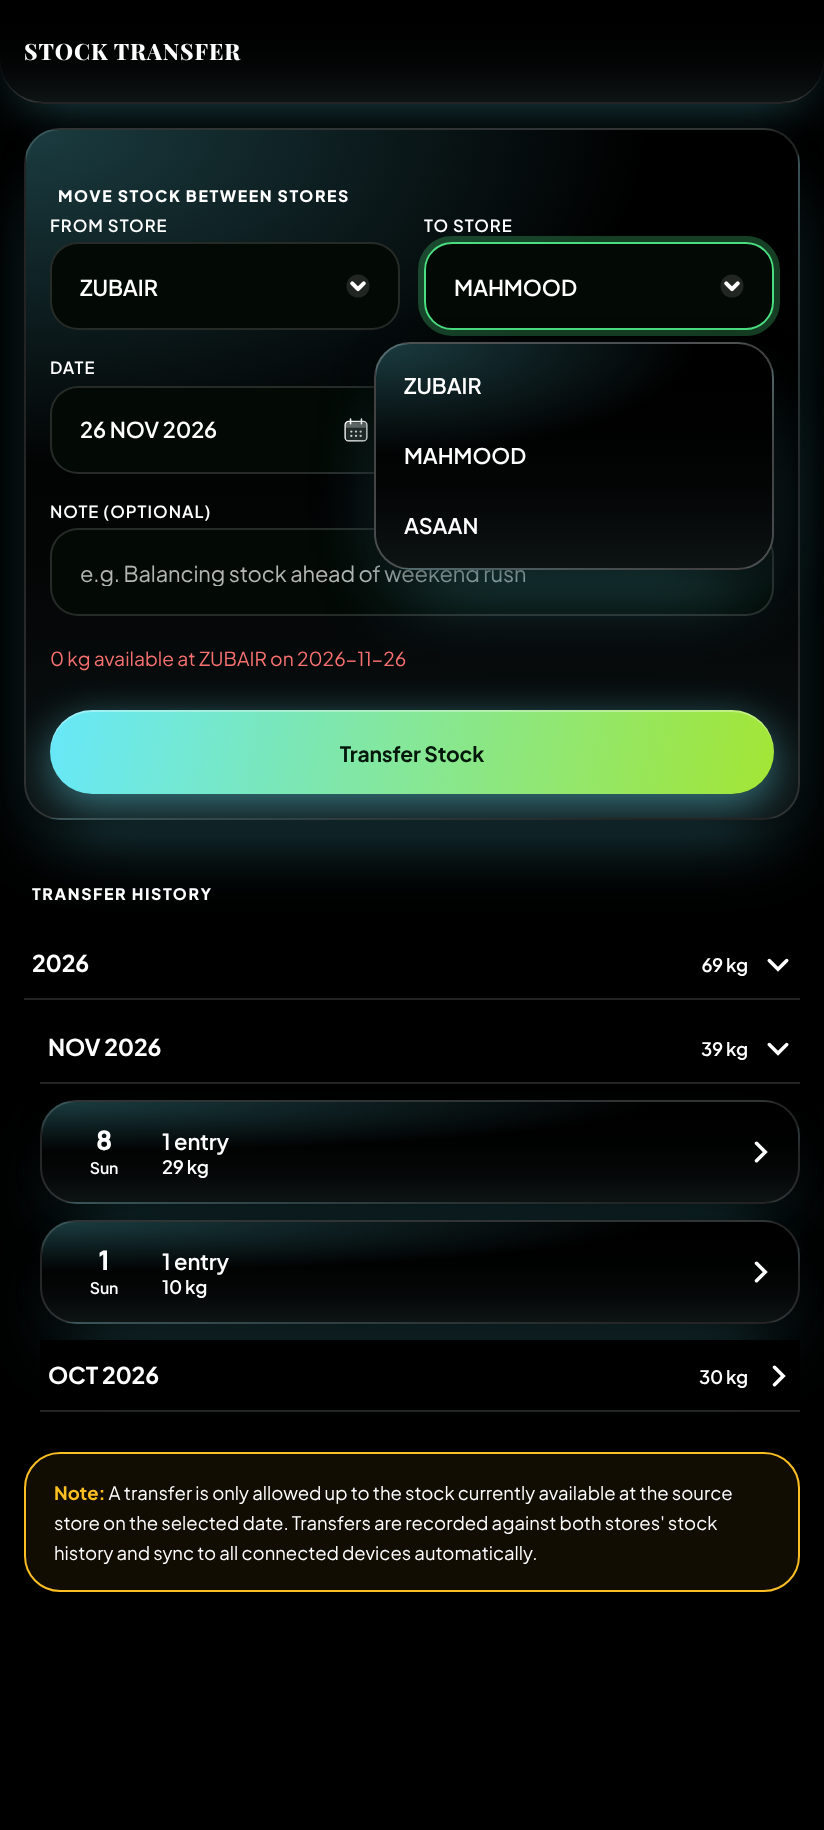 STOCK TRANSFER
MOVE STOCK BETWEEN STORES
FROM STORE
TO STORE
ZUBAIR
MAHMOOD
DATE
26 NOV 2026
ZUBAIR
MAHMOOD
ASAAN
NOTE (OPTIONAL)
e.g. Balancing stock ahead of weekend rush
0 kg available at ZUBAIR on 2026-11-26
Transfer Stock
TRANSFER HISTORY
2026
69 kg
NOV 2026
39 kg
8
Sun
1 entry
29 kg
1
Sun
1 entry
10 kg
OCT 2026
30 kg
Note: A transfer is only allowed up to the stock currently available at the source
store on the selected date. Transfers are recorded against both stores' stock
history and sync to all connected devices automatically.